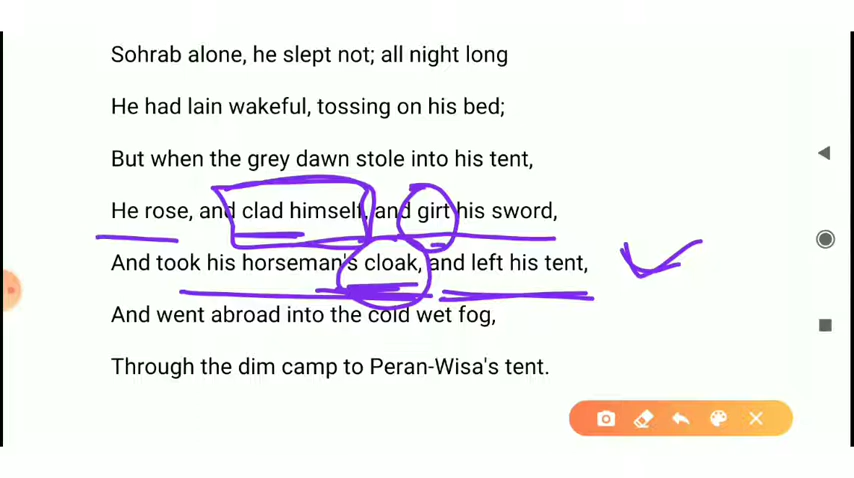 Sohrab alone, he slept not; all night long
He had lain wakeful, tossing on his bed;
But when the grey dawn stole into his tent,
He rose, and clad himself, and girt his sword,
And took his horseman's cloak, and left his tent,
And went abroad into the cold wet fog,
Through the dim camp to Peran-Wisa's tent.